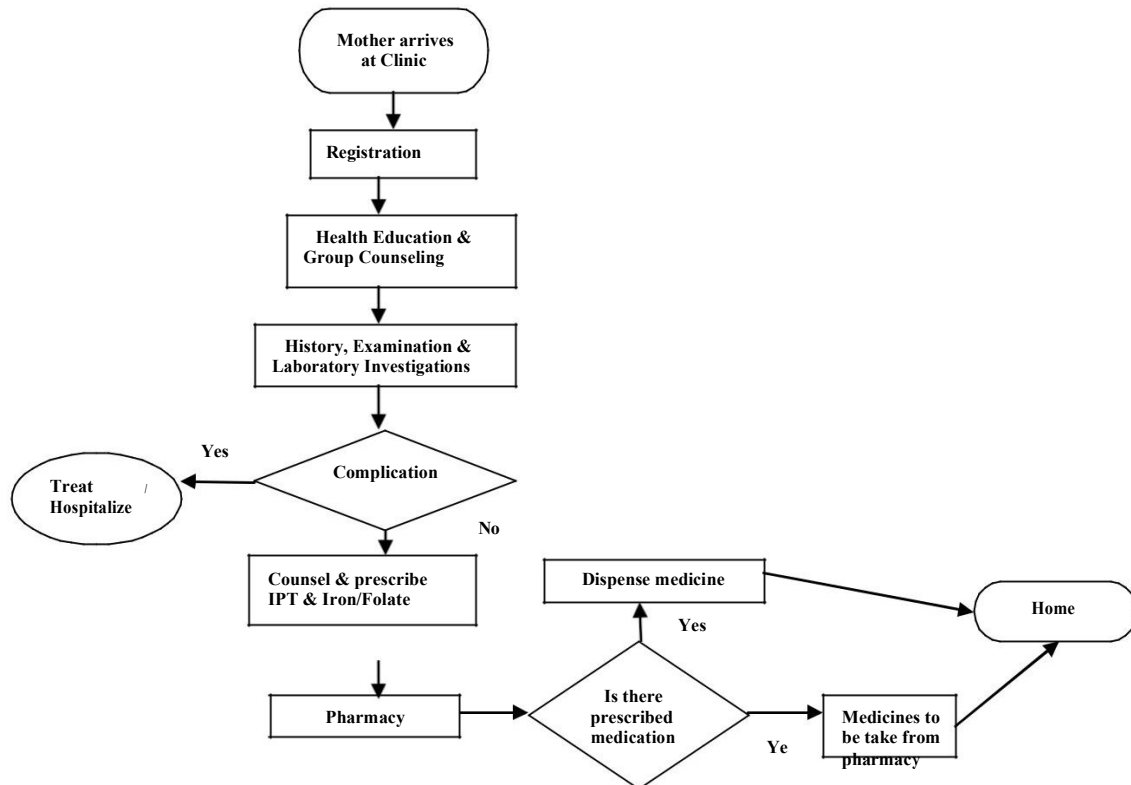 Mother arrives
at Clinic
Registration
Health Education &
Group Counseling
History, Examination &
Laboratory Investigations
Yes
Complication
Treat /
Hospitalize
No
Counsel & prescribe
IPT & Iron/Folate
Dispense medicine
Home
Yes
Pharmacy
Is there
prescribed
medication
Ye
Medicines to
be take from
pharmacy